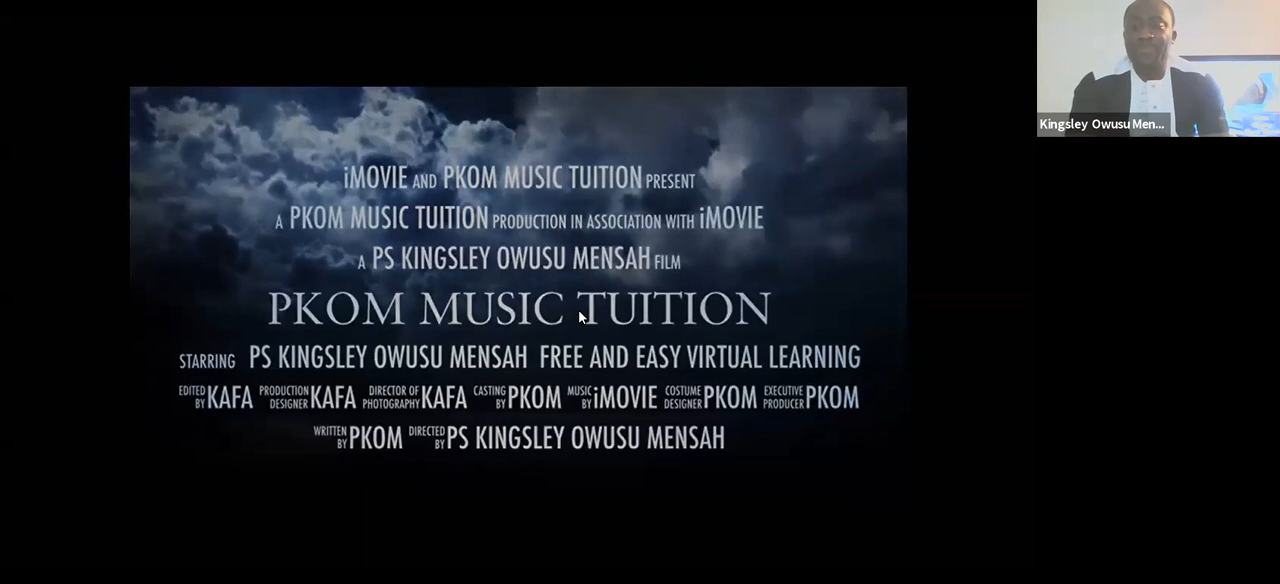 iMOVIE AND PKOM MUSIC TUITION PRESENT
A PKOM MUSIC TUITION PRODUCTION IN ASSOCIATION WITH iMOVIE
A PS KINGSLEY OWUSU MENSAH FILM
PKOM MUSIC TUITION
STARRING PS KINGSLEY OWUSU MENSAH FREE AND EASY VIRTUAL LEARNING
EDITED BY KAFA PRODUCTION DESIGNER KAFA DIRECTOR OF PHOTOGRAPHY KAFA CASTING BY PKOM MUSIC BY iMOVIE COSTUME DESIGNER PKOM EXECUTIVE PRODUCER PKOM
WRITTEN BY PKOM DIRECTED BY PS KINGSLEY OWUSU MENSAH
Kingsley Owusu Men...